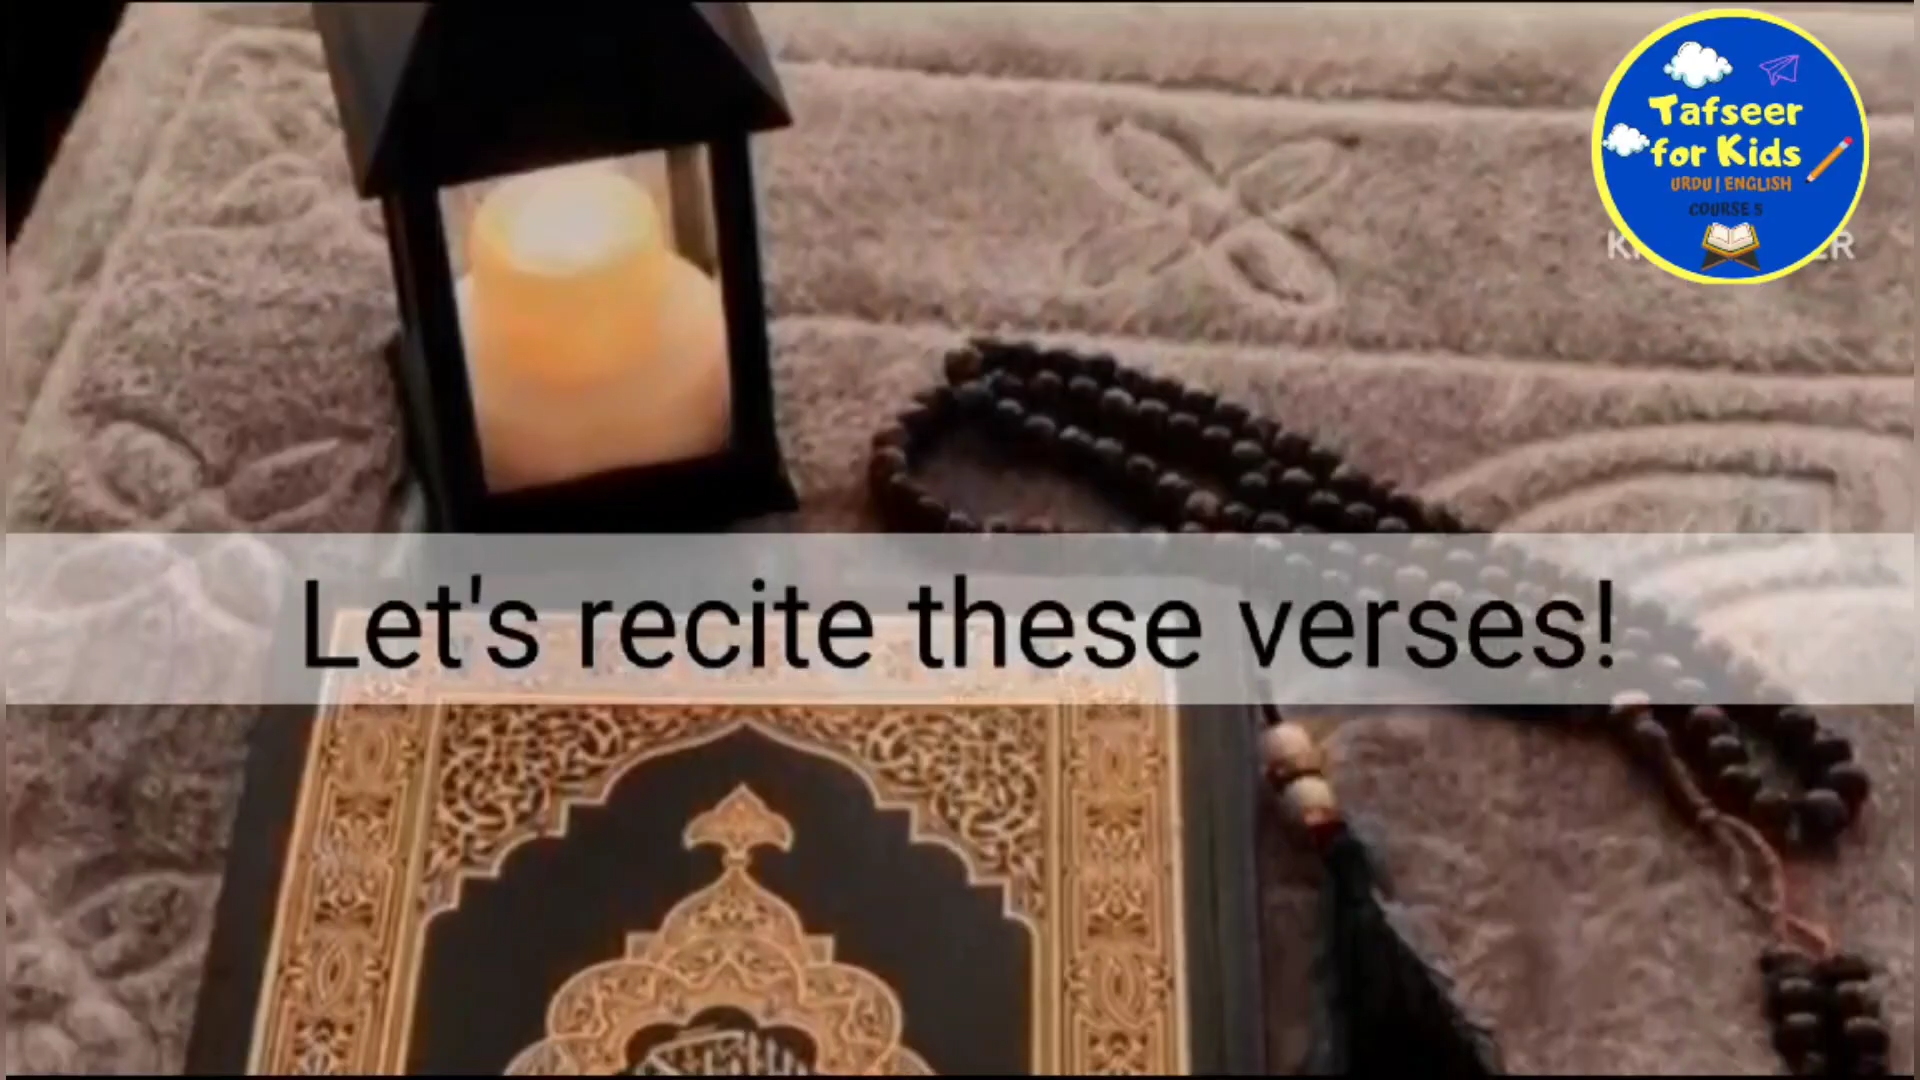 Tafseer
for Kids
URDU | ENGLISH
COURSE 5
Let's recite these verses!